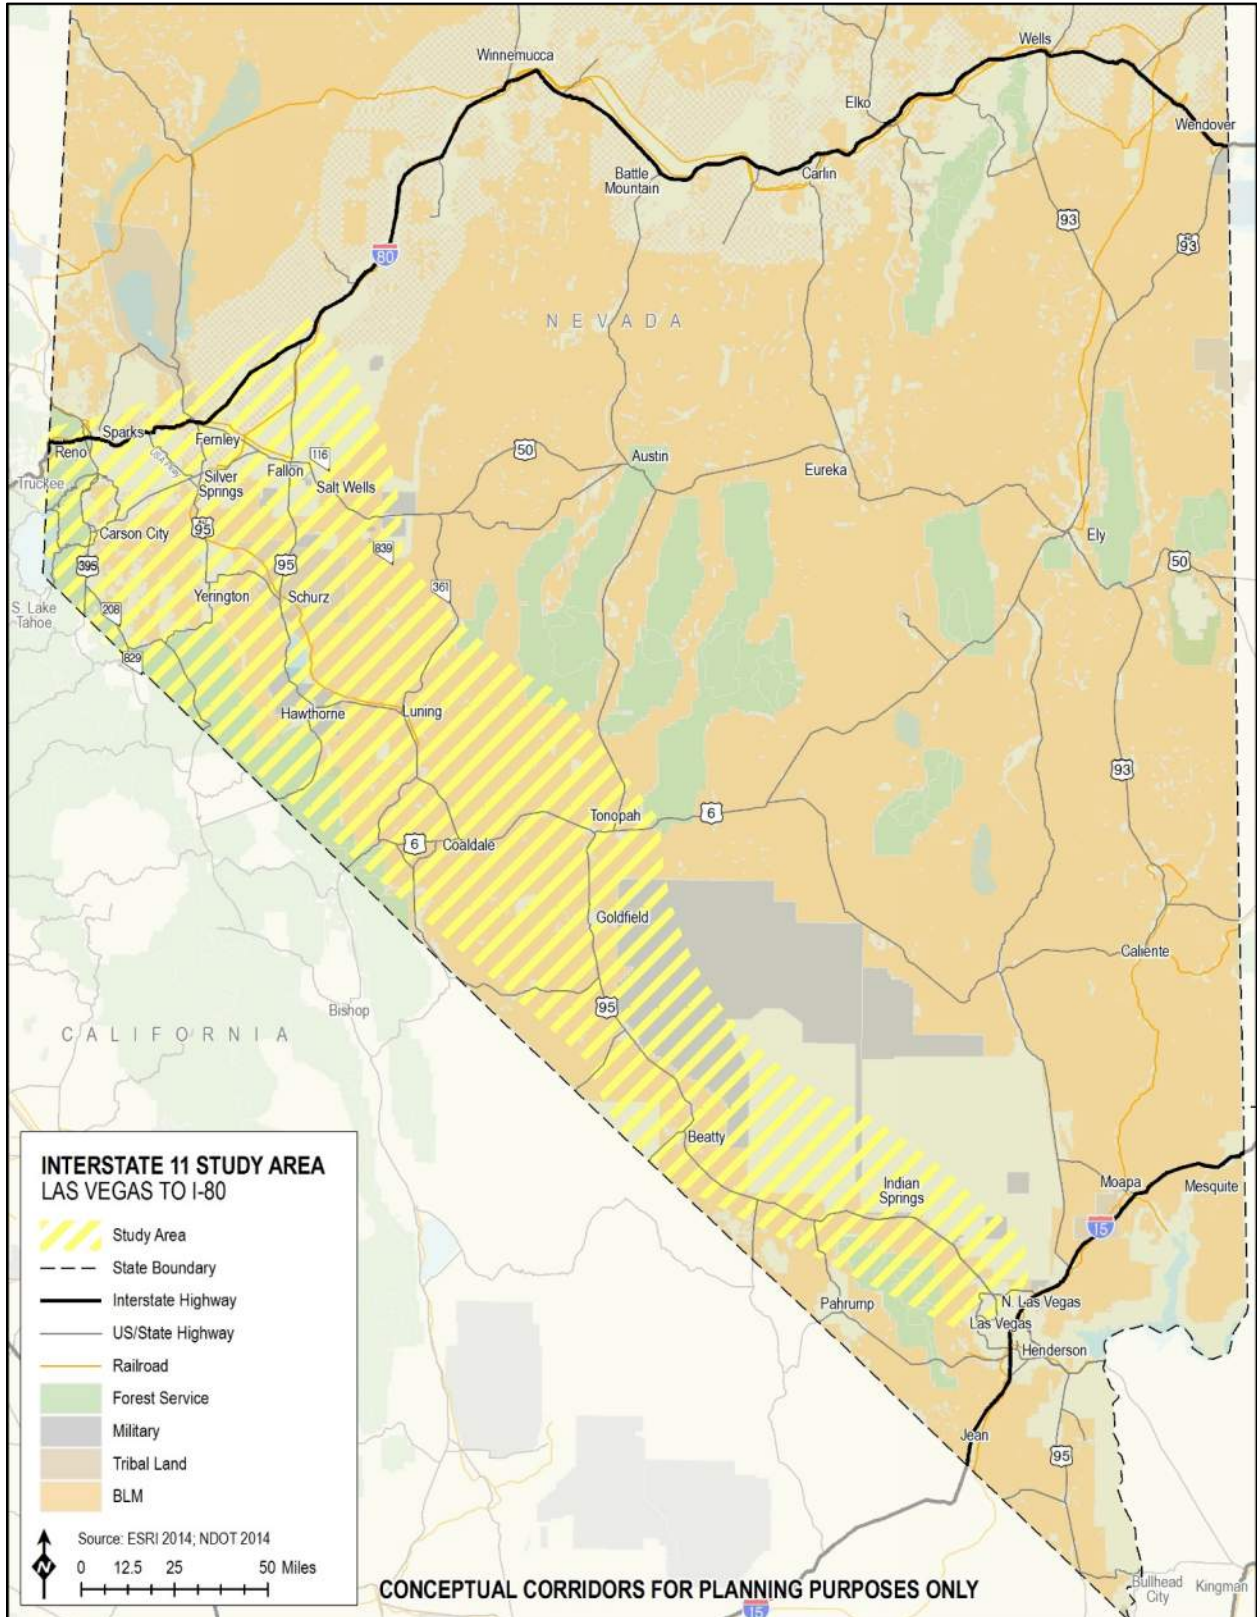 Winnemucca
Wells
Elko
Wendover
Battle
Mountain
Carlin
93
93
80
NEVADA
Sparks
Reno
Fernley
USA Pkwy
116
50
Austin
Eureka
Truckee
Silver
Springs
Fallon
Salt Wells
Carson City
95
839
Ely
50
395
95
361
S. Lake
Tahoe
208
Yerington
Schurz
829
Hawthorne
Luning
93
6
Coaldale
Tonopah
6
Goldfield
Caliente
Bishop
95
CALIFORNIA
Beatty
Indian
Springs
Moapa
Mesquite
15
Pahrump
N. Las Vegas
Las Vegas
Henderson
Jean
95
Bullhead
City
Kingman
15
INTERSTATE 11 STUDY AREA
LAS VEGAS TO I-80
Study Area
State Boundary
Interstate Highway
US/State Highway
Railroad
Forest Service
Military
Tribal Land
BLM
N
Source: ESRI 2014; NDOT 2014
0 12.5 25 50 Miles
CONCEPTUAL CORRIDORS FOR PLANNING PURPOSES ONLY